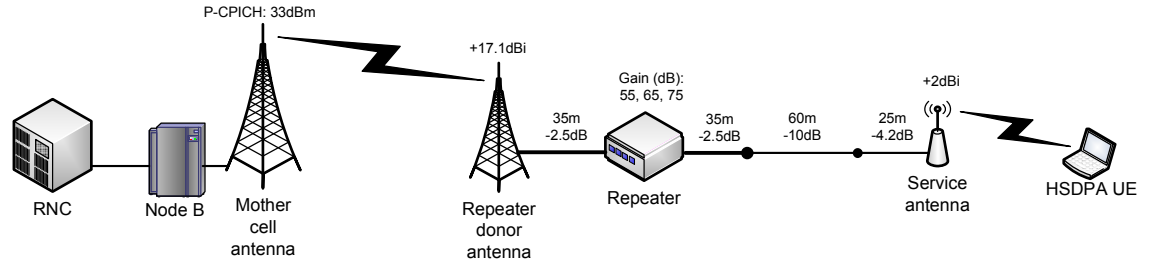 P-CPICH: 33dBm
+17.1dBi
Gain (dB):
55, 65, 75
+2dBi
35m
-2.5dB
35m
-2.5dB
60m
-10dB
25m
-4.2dB
RNC
Node B
Mother
cell
antenna
Repeater
donor
antenna
Repeater
Service
antenna
HSDPA UE